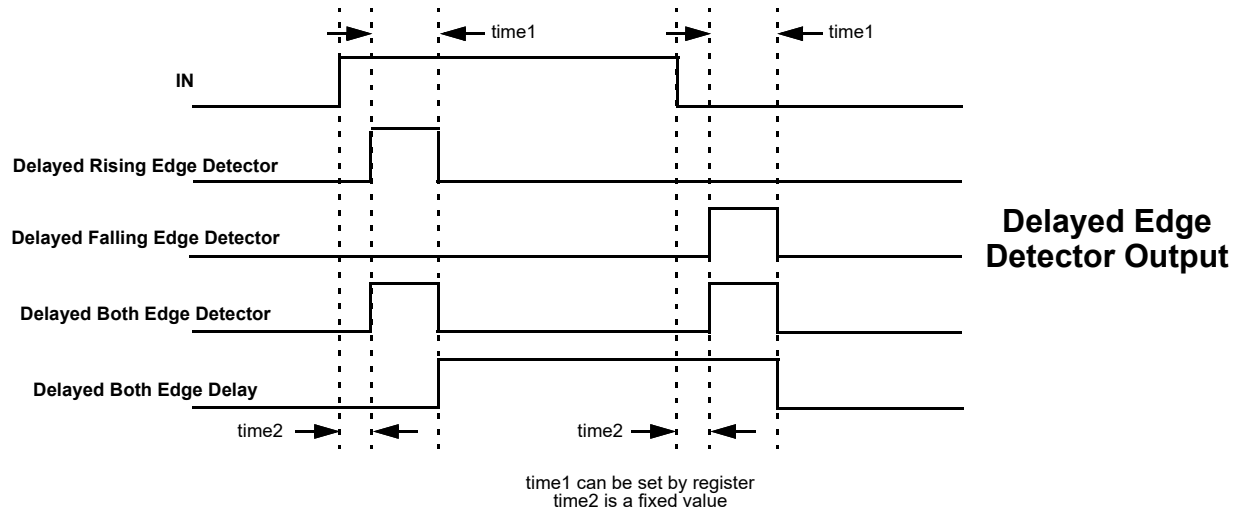 time1
time1
IN
Delayed Rising Edge Detector
Delayed Falling Edge Detector
Delayed Edge
Detector Output
Delayed Both Edge Detector
Delayed Both Edge Delay
time2
time2
time1 can be set by register
time2 is a fixed value